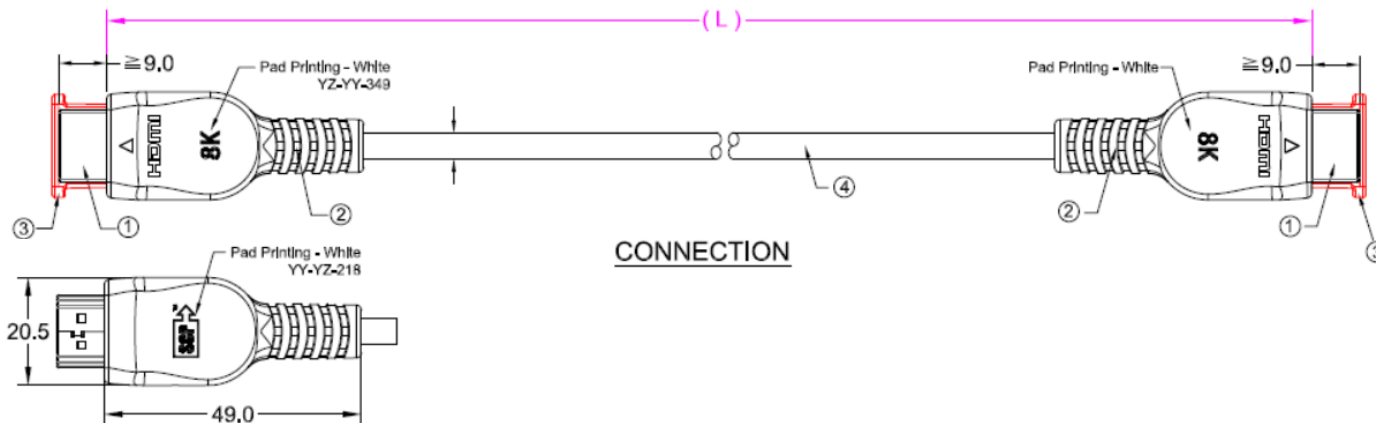 ( L )
≧9.0
Pad Printing - White
YZ-YY-349
Pad Printing - White
≧9.0
HDMI
8K
8K
HDMI
④
②
②
③
①
①
③
CONNECTION
Pad Printing - White
YY-YZ-218
20.5
49.0